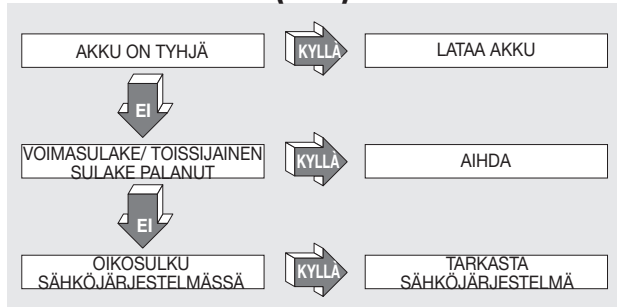 AKKU ON TYHJÄ
KYLLÄ
LATAA AKKU
EI
VOIMASULAKE/ TOISSIJAINEN
SULAKE PALANUT
KYLLÄ
AIHDA
EI
OIKOSULKU
SÄHKÖJÄRJESTELMÄSSÄ
KYLLÄ
TARKASTA
SÄHKÖJÄRJESTELMÄ